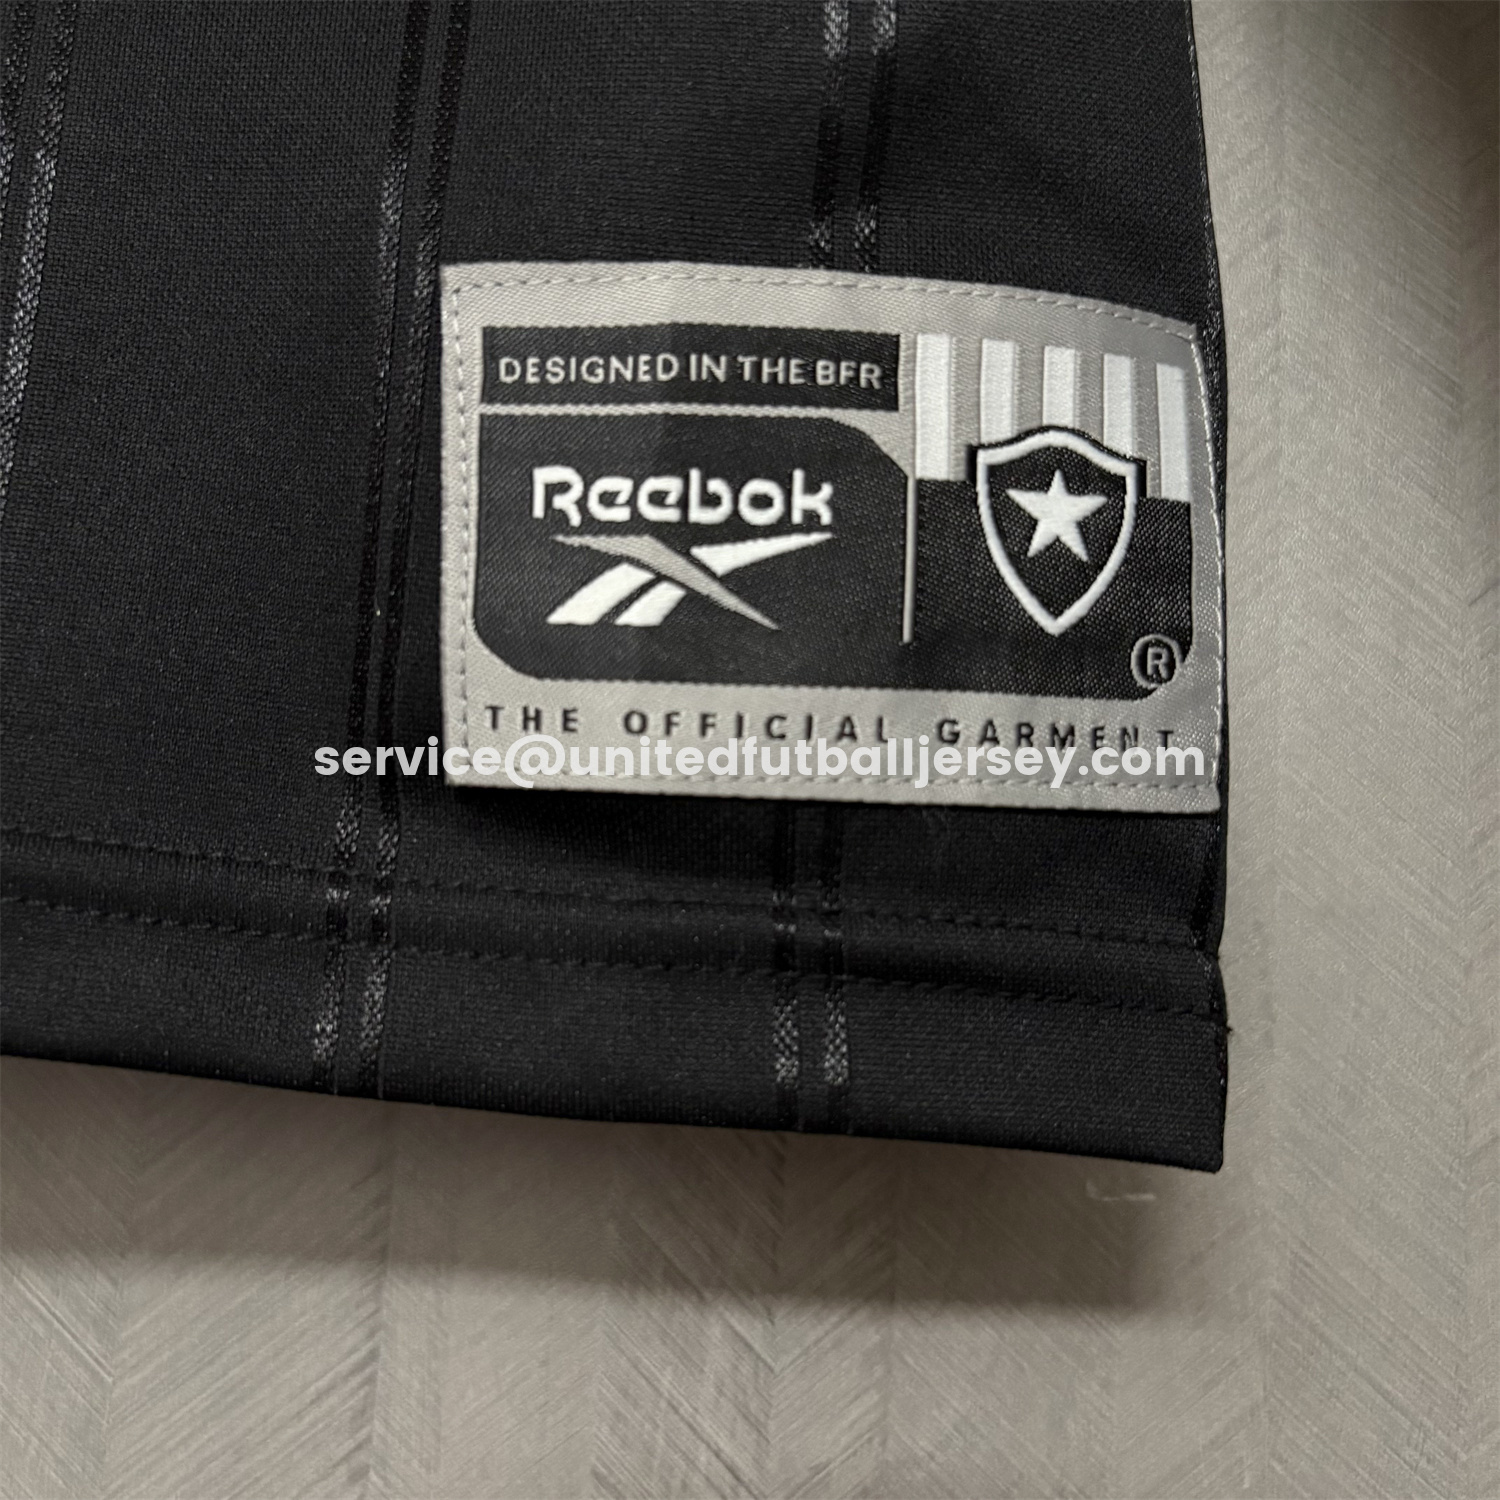 DESIGNED IN THE BFR
Reebok
®
THE OFFICIAL GARMENT
service@unitedfutballjersey.com